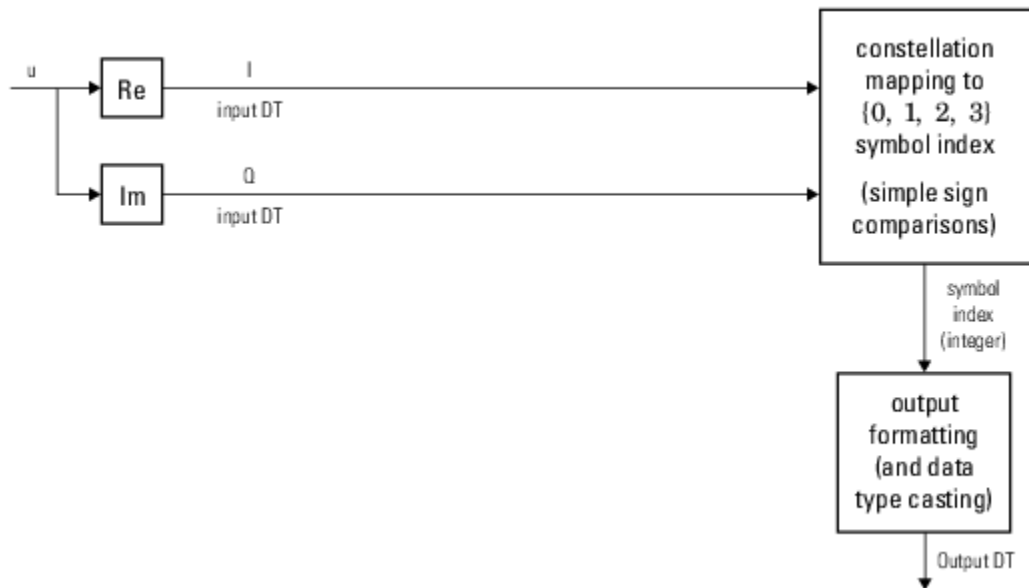 u
Re
I
input DT
Im
Q
input DT
constellation
mapping to
{0, 1, 2, 3}
symbol index
(simple sign
comparisons)
symbol
index
(integer)
output
formatting
(and data
type casting)
Output DT